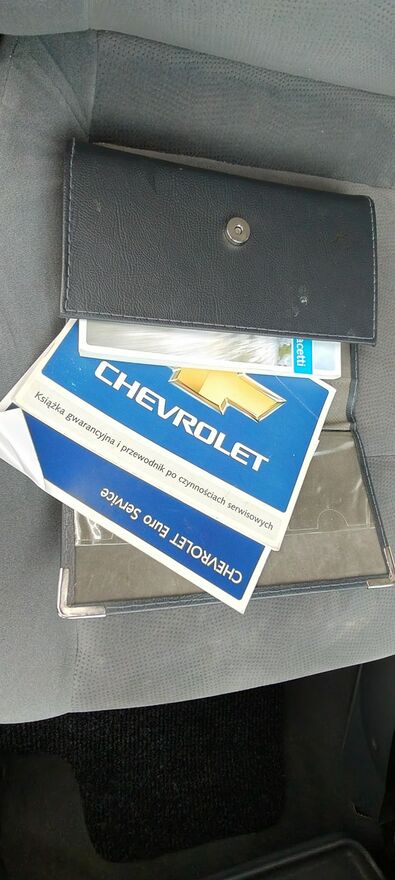 acetti
CHEVROLET
Książka gwarancyjna i przewodnik po czynnościach serwisowych
CHEVROLET Euro Service